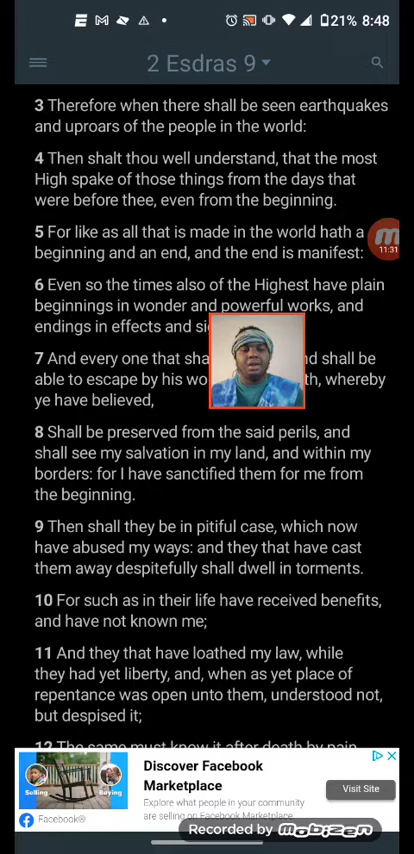 21% 8:48
2 Esdras 9
3 Therefore when there shall be seen earthquakes
and uproars of the people in the world:
4 Then shalt thou well understand, that the most
High spake of those things from the days that
were before thee, even from the beginning.
5 For like as all that is made in the world hath a
beginning and an end, and the end is manifest:
11:31
6 Even so the times also of the Highest have plain
beginnings in wonder and powerful works, and
endings in effects and
7 And every one that shall be
able to escape by his whereby
ye have believed,
8 Shall be preserved from the said perils, and
shall see my salvation in my land, and within my
borders: for I have sanctified them for me from
the beginning.
9 Then shall they be in pitiful case, which now
have abused my ways: and they that have cast
them away despitefully shall dwell in torments.
10 For such as in their life have received benefits,
and have not known me;
11 And they that have loathed my law, while
they had yet liberty, and, when as yet place of
repentance was open unto them, understood not,
but despised it;
12 The same must know it after death by pain
Discover Facebook
Marketplace
Selling
Buying
Visit Site
Explore what people in your community
are selling on Facebook Marketplace
Facebook®
Recorded by mobizen